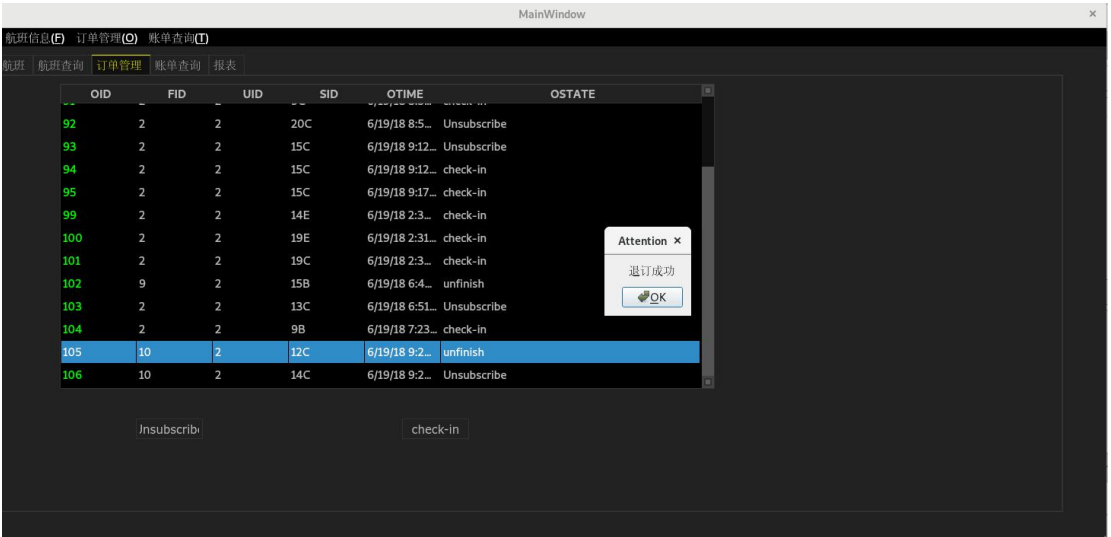 MainWindow ×
航班信息(F) 订单管理(O) 账单查询(T)
航班 航班查询 订单管理 账单查询 报表
OID FID UID SID OTIME OSTATE
92 2 2 20C 6/19/18 8:5... Unsubscribe
93 2 2 15C 6/19/18 9:12... Unsubscribe
94 2 2 15C 6/19/18 9:12... check-in
95 2 2 15C 6/19/18 9:17... check-in
99 2 2 14E 6/19/18 2:3... check-in
100 2 2 19E 6/19/18 2:31... check-in
101 2 2 19C 6/19/18 2:3... check-in
102 9 2 15B 6/19/18 6:4... unfinish
103 2 2 13C 6/19/18 6:51... Unsubscribe
104 2 2 9B 6/19/18 7:23... check-in
105 10 2 12C 6/19/18 9:2... unfinish
106 10 2 14C 6/19/18 9:2... Unsubscribe
Attention ×
退订成功
OK
Unsubscribe check-in